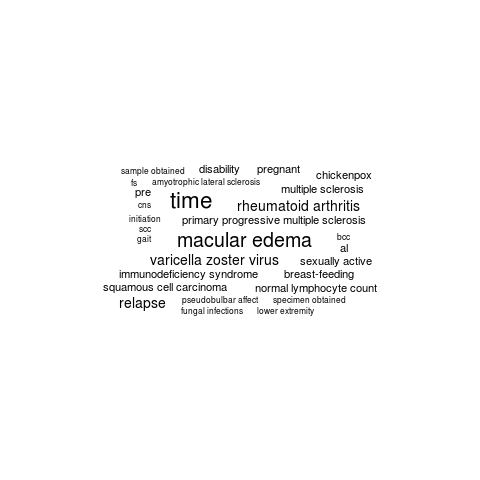 sample obtained disability pregnant chickenpox
fs amyotrophic lateral sclerosis multiple sclerosis
pre time rheumatoid arthritis
cns
initiation primary progressive multiple sclerosis
scc
gait macular edema bcc
al
varicella zoster virus sexually active
immunodeficiency syndrome breast-feeding
squamous cell carcinoma normal lymphocyte count
relapse pseudobulbar affect specimen obtained
fungal infections lower extremity